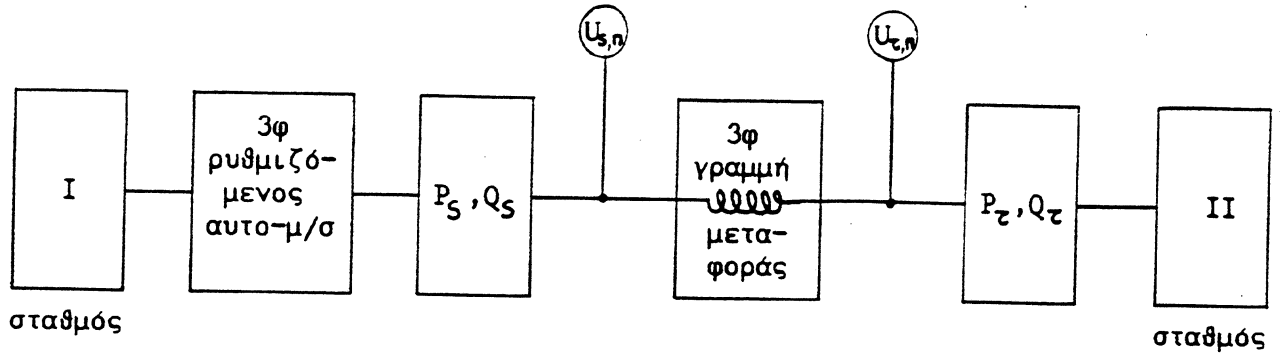 U_s,n
U_τ,n
I
3φ
ρυθμιζό-
μενος
αυτο-μ/σ
P_S, Q_S
3φ
γραμμή
μετα-
φοράς
P_τ, Q_τ
II
σταθμός
σταθμός